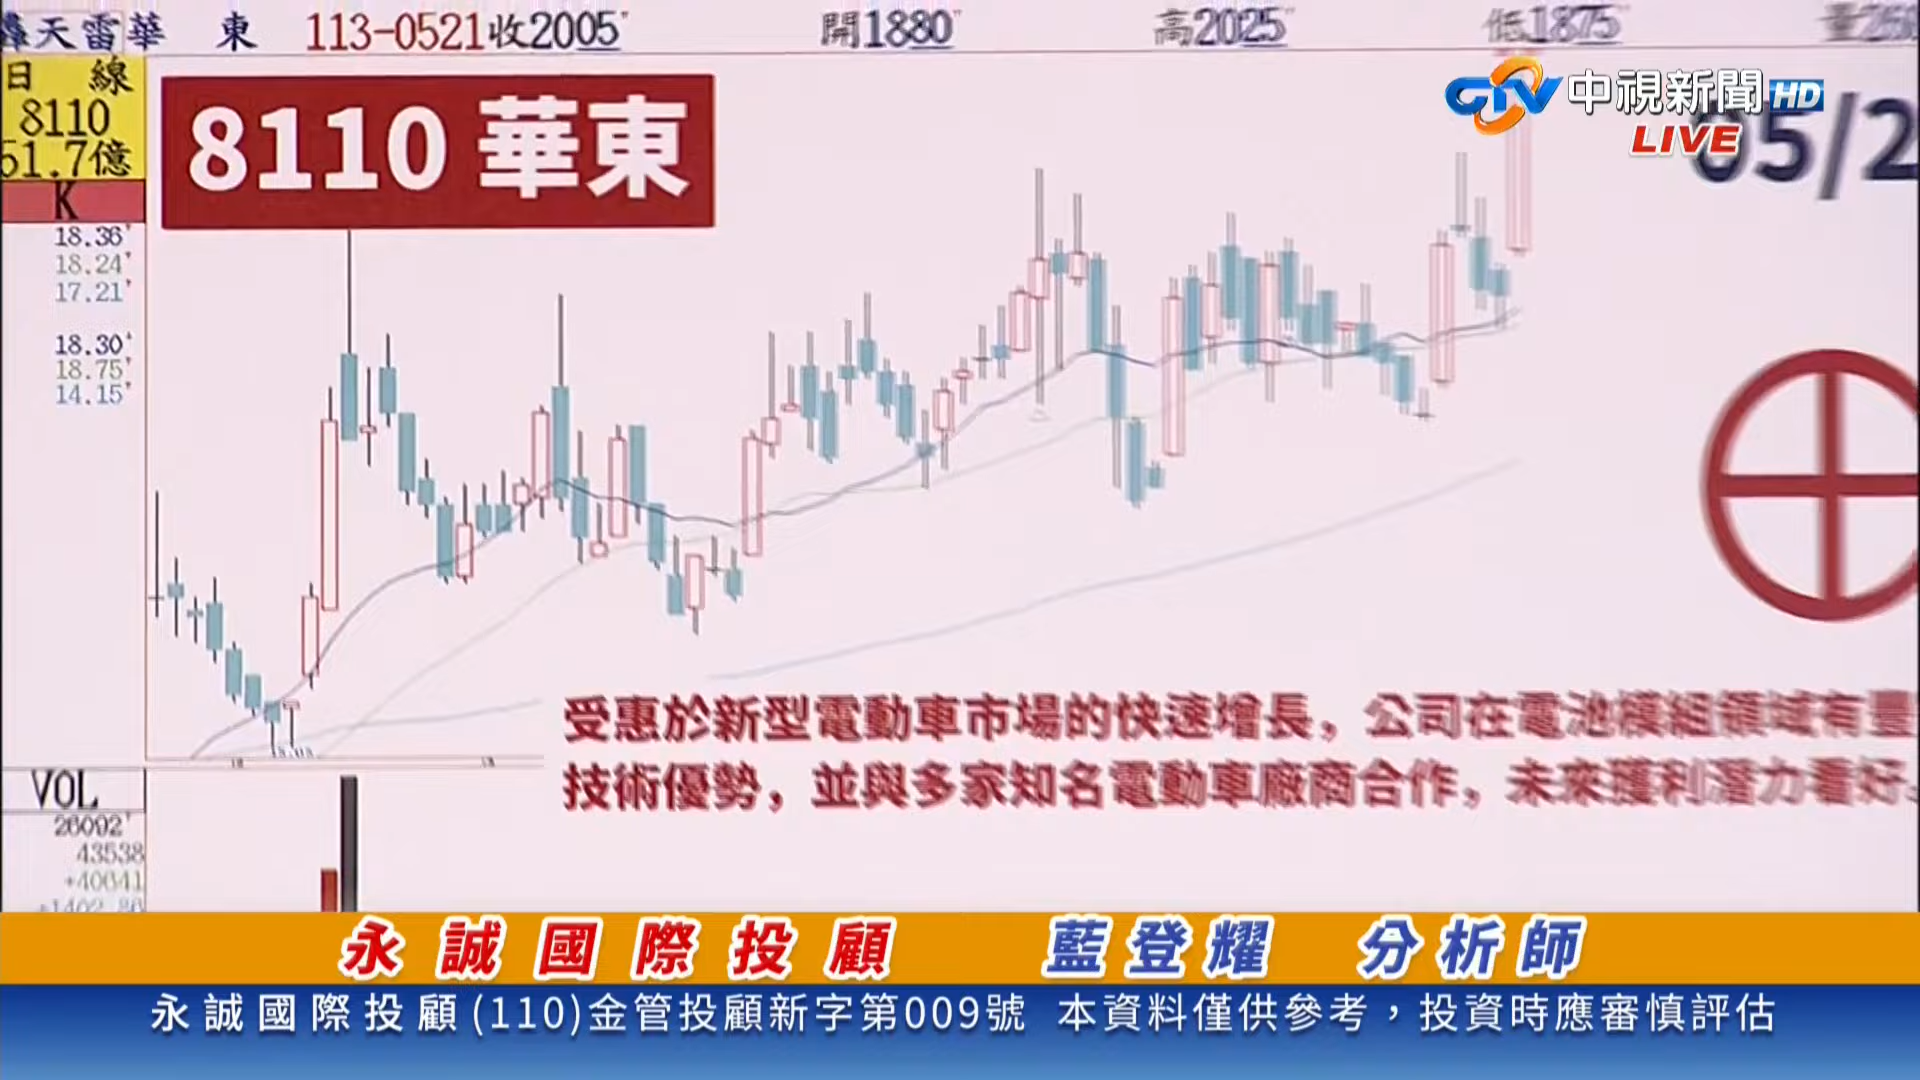 天雷華 東 113-0521收2005 開1880 高2025 低1875 量
日 線
8110
51.7億
K
18.36
18.24
17.21
18.30
18.75
14.15
8110 華東
CTV 中視新聞 HD
LIVE
05/2
受惠於新型電動車市場的快速增長，公司在電池模組領域有豐
技術優勢，並與多家知名電動車廠商合作，未來獲利潛力看好。
VOL
26092
43538
+40641
永誠國際投顧 藍登耀 分析師
永誠國際投顧(110)金管投顧新字第009號 本資料僅供參考，投資時應審慎評估